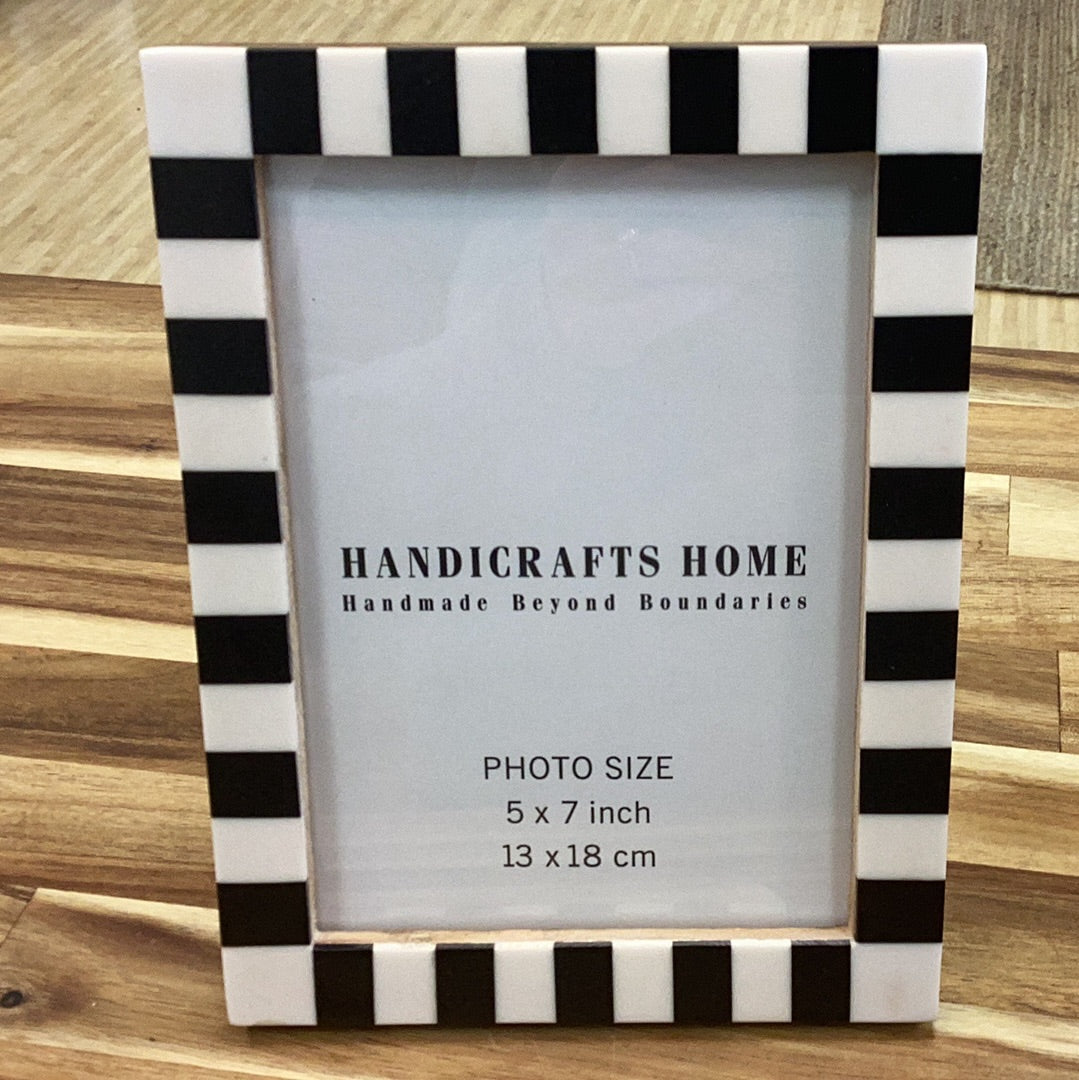 HANDICRAFTS HOME
Handmade Beyond Boundaries
PHOTO SIZE
5 x 7 inch
13 x 18 cm